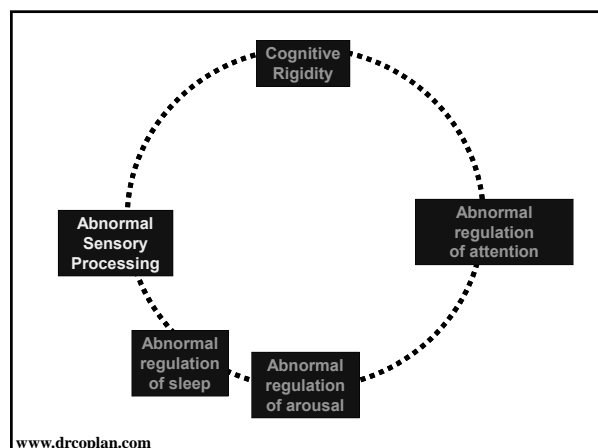 Cognitive
Rigidity
Abnormal
regulation
of attention
Abnormal
Sensory
Processing
Abnormal
regulation
of sleep
Abnormal
regulation
of arousal
www.drcoplan.com